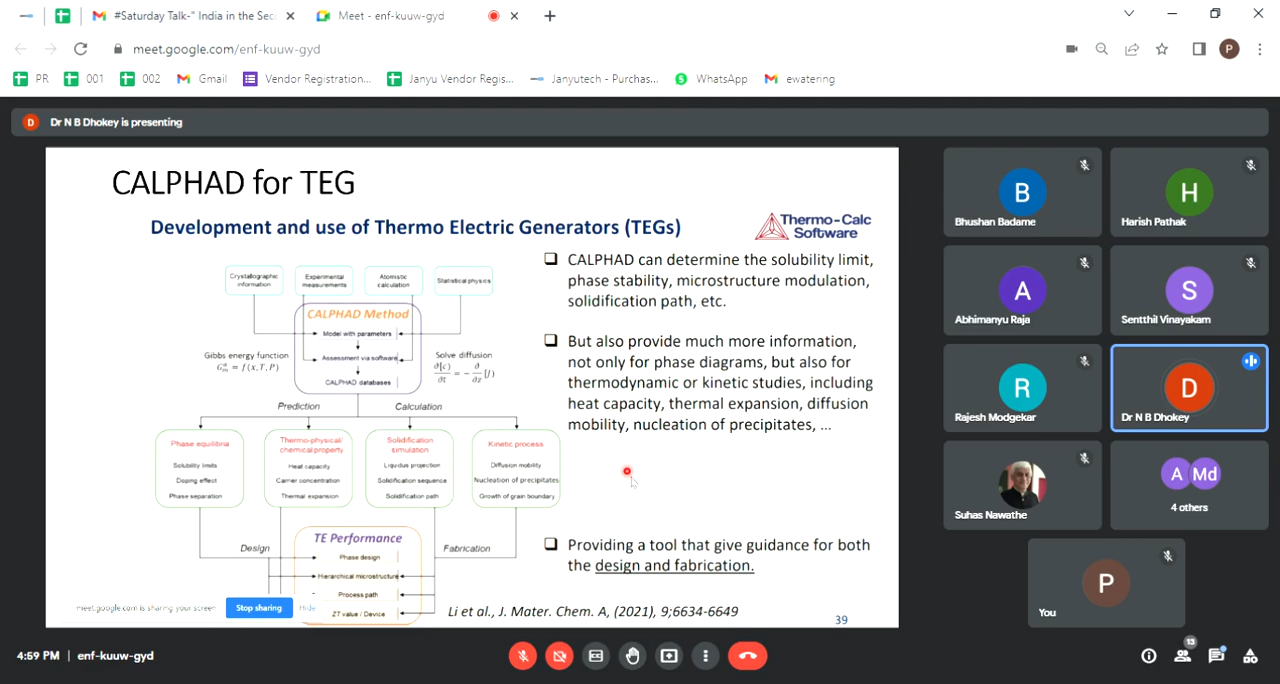 #Saturday Talk-" India in the Sec
Meet - enf-kuuw-gyd
meet.google.com/enf-kuuw-gyd
P
PR
001
002
Gmail
Vendor Registration...
Janyu Vendor Regis...
Janyutech - Purchas...
WhatsApp
ewatering
D
Dr N B Dhokey is presenting
CALPHAD for TEG
Development and use of Thermo Electric Generators (TEGs)
Thermo-Calc
Software
Crystallographic
information
Experimental
measurements
Atomistic
calculation
Statistical physics
CALPHAD Method
Model with parameters
Assessment via software
CALPHAD databases
Gibbs energy function
Solve diffusion
Prediction
Calculation
Phase equilibria
Solubility limits
Doping effect
Phase separation
Thermo-physical/
chemical property
Heat capacity
Carrier concentration
Thermal expansion
Solidification
simulation
Liquidus projection
Solidification sequence
Solidification path
Kinetic process
Diffusion mobility
Nucleation of precipitates
Growth of grain boundary
Design
Fabrication
TE Performance
Phase design
Hierarchical microstructure
Process path
ZT value / Device
CALPHAD can determine the solubility limit,
phase stability, microstructure modulation,
solidification path, etc.
But also provide much more information,
not only for phase diagrams, but also for
thermodynamic or kinetic studies, including
heat capacity, thermal expansion, diffusion
mobility, nucleation of precipitates, ...
Providing a tool that give guidance for both
the design and fabrication.
meet.google.com is sharing your screen.
Stop sharing
Hide
Li et al., J. Mater. Chem. A, (2021), 9;6634-6649
39
B
Bhushan Badame
H
Harish Pathak
A
Abhimanyu Raja
S
Sentthil Vinayakam
R
Rajesh Modgekar
D
Dr N B Dhokey
Suhas Nawathe
A
Md
4 others
P
You
4:59 PM | enf-kuuw-gyd
13